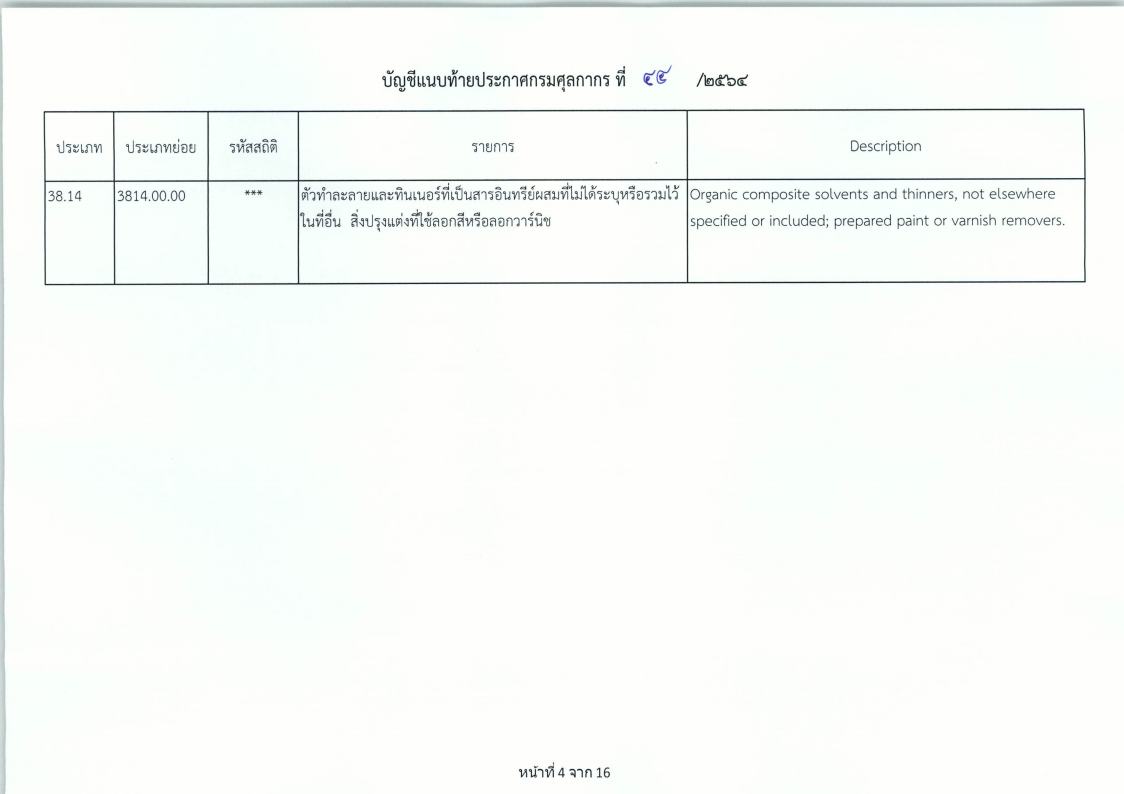 บัญชีแนบท้ายประกาศกรมศุลกากร ที่ ๔๕ /๒๕๖๔
ประเภท ประเภทย่อย รหัสสถิติ รายการ Description
38.14 3814.00.00 *** ตัวทำละลายและทินเนอร์ที่เป็นสารอินทรีย์ผสมที่ไม่ได้ระบุหรือรวมไว้ Organic composite solvents and thinners, not elsewhere
ในที่อื่น สิ่งปรุงแต่งที่ใช้ลอกสีหรือลอกวาร์นิช specified or included; prepared paint or varnish removers.
หน้าที่ 4 จาก 16